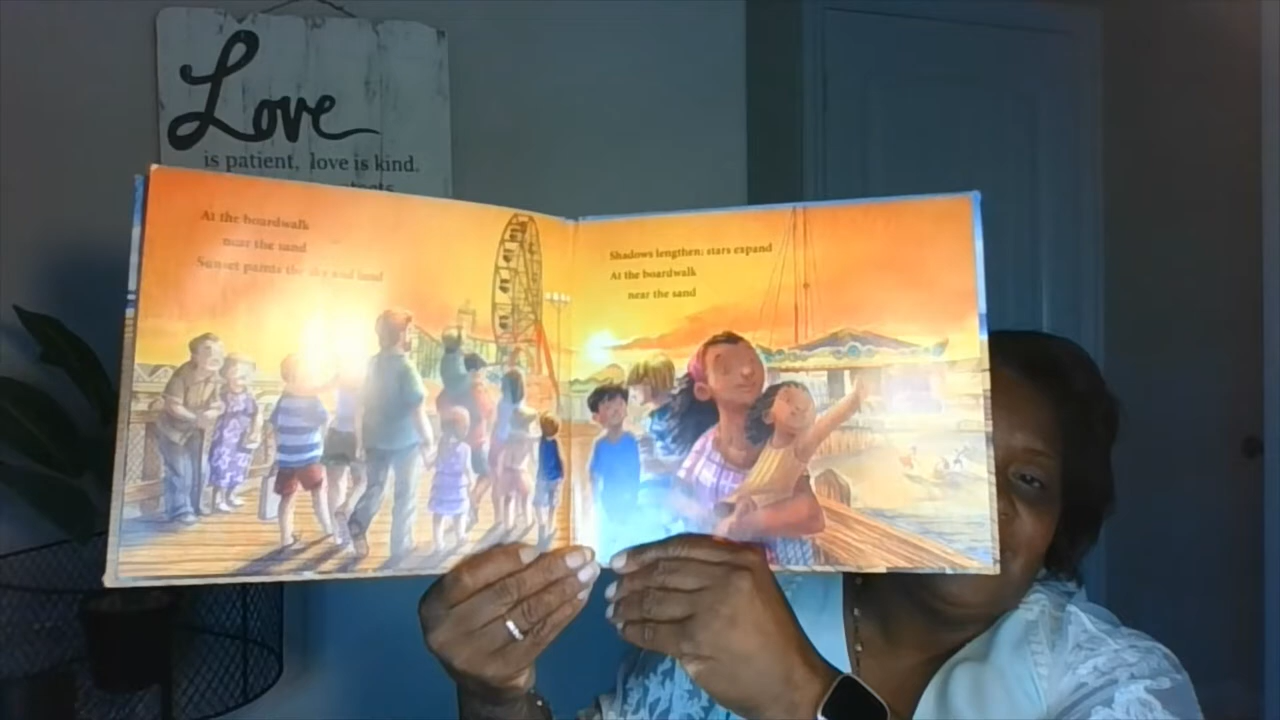 Love
is patient, love is kind.
At the boardwalk
near the sand
Sunset paints the sky and land
Shadows lengthen; stars expand
At the boardwalk
near the sand